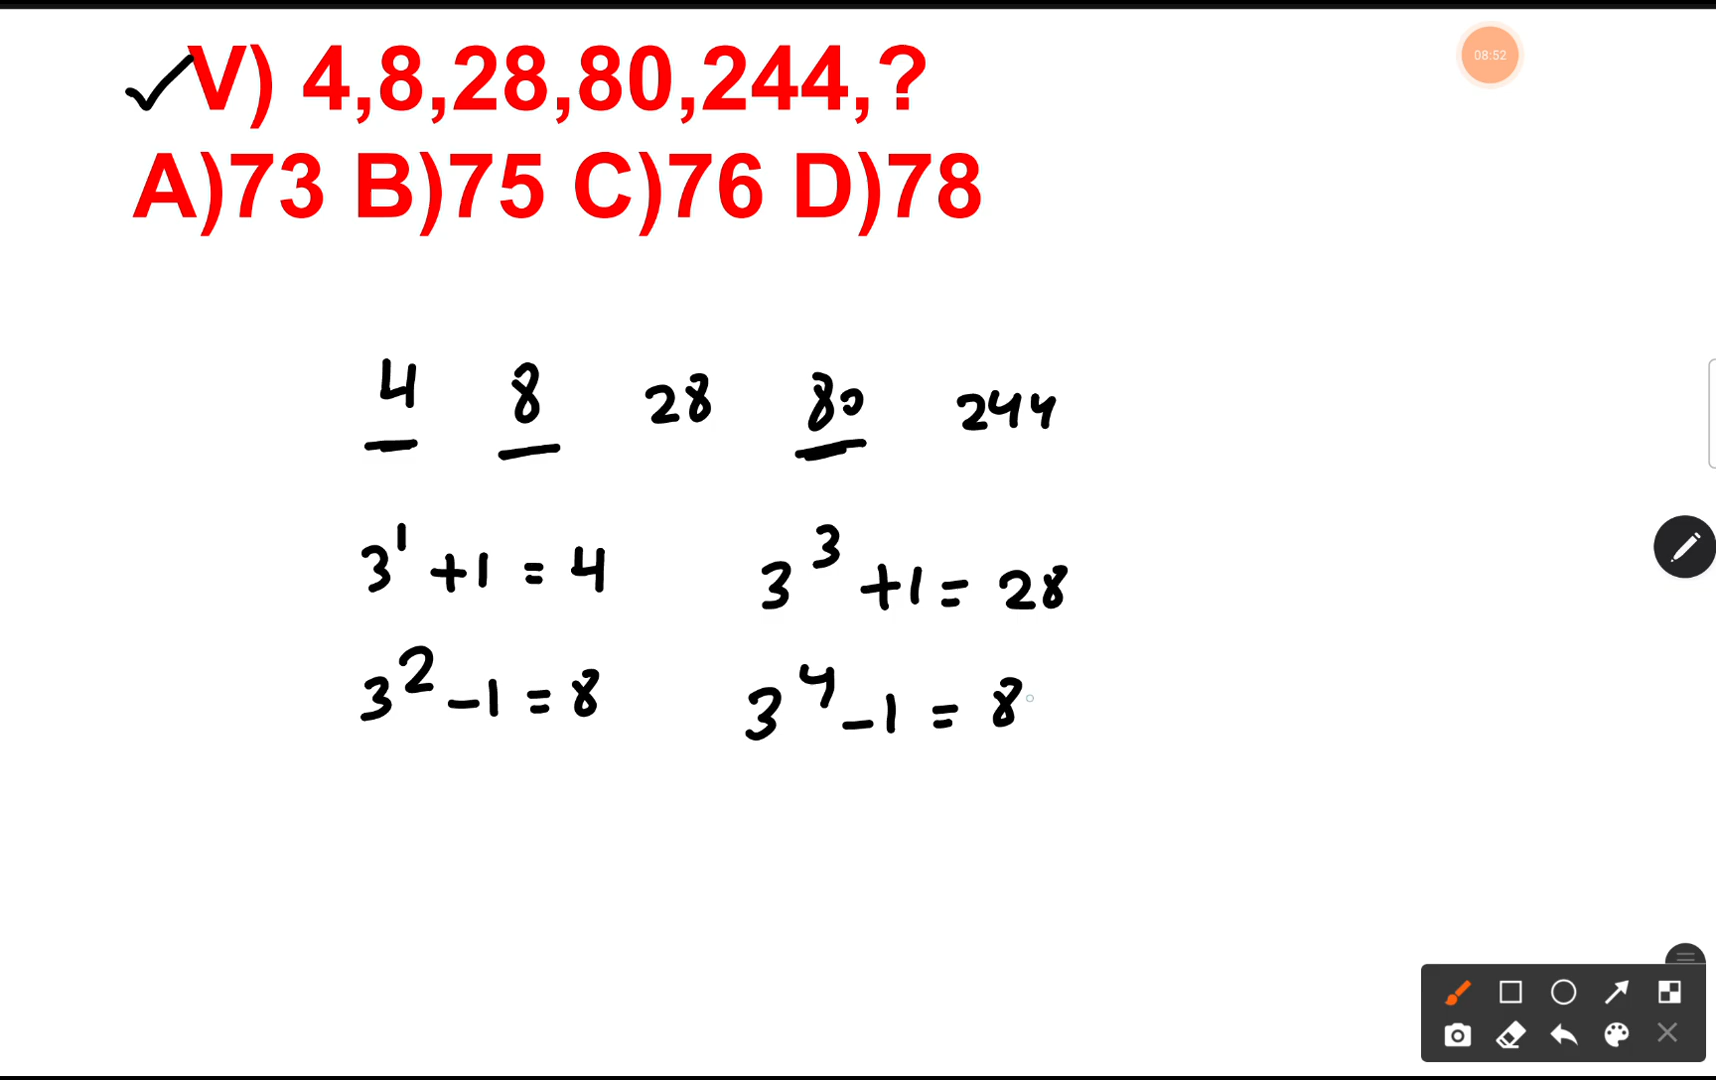 08:52
V) 4,8,28,80,244,?
A)73 B)75 C)76 D)78
4 8 28 80 244
3¹ +1 = 4 3³ +1 = 28
3² -1 = 8 3⁴ -1 = 8